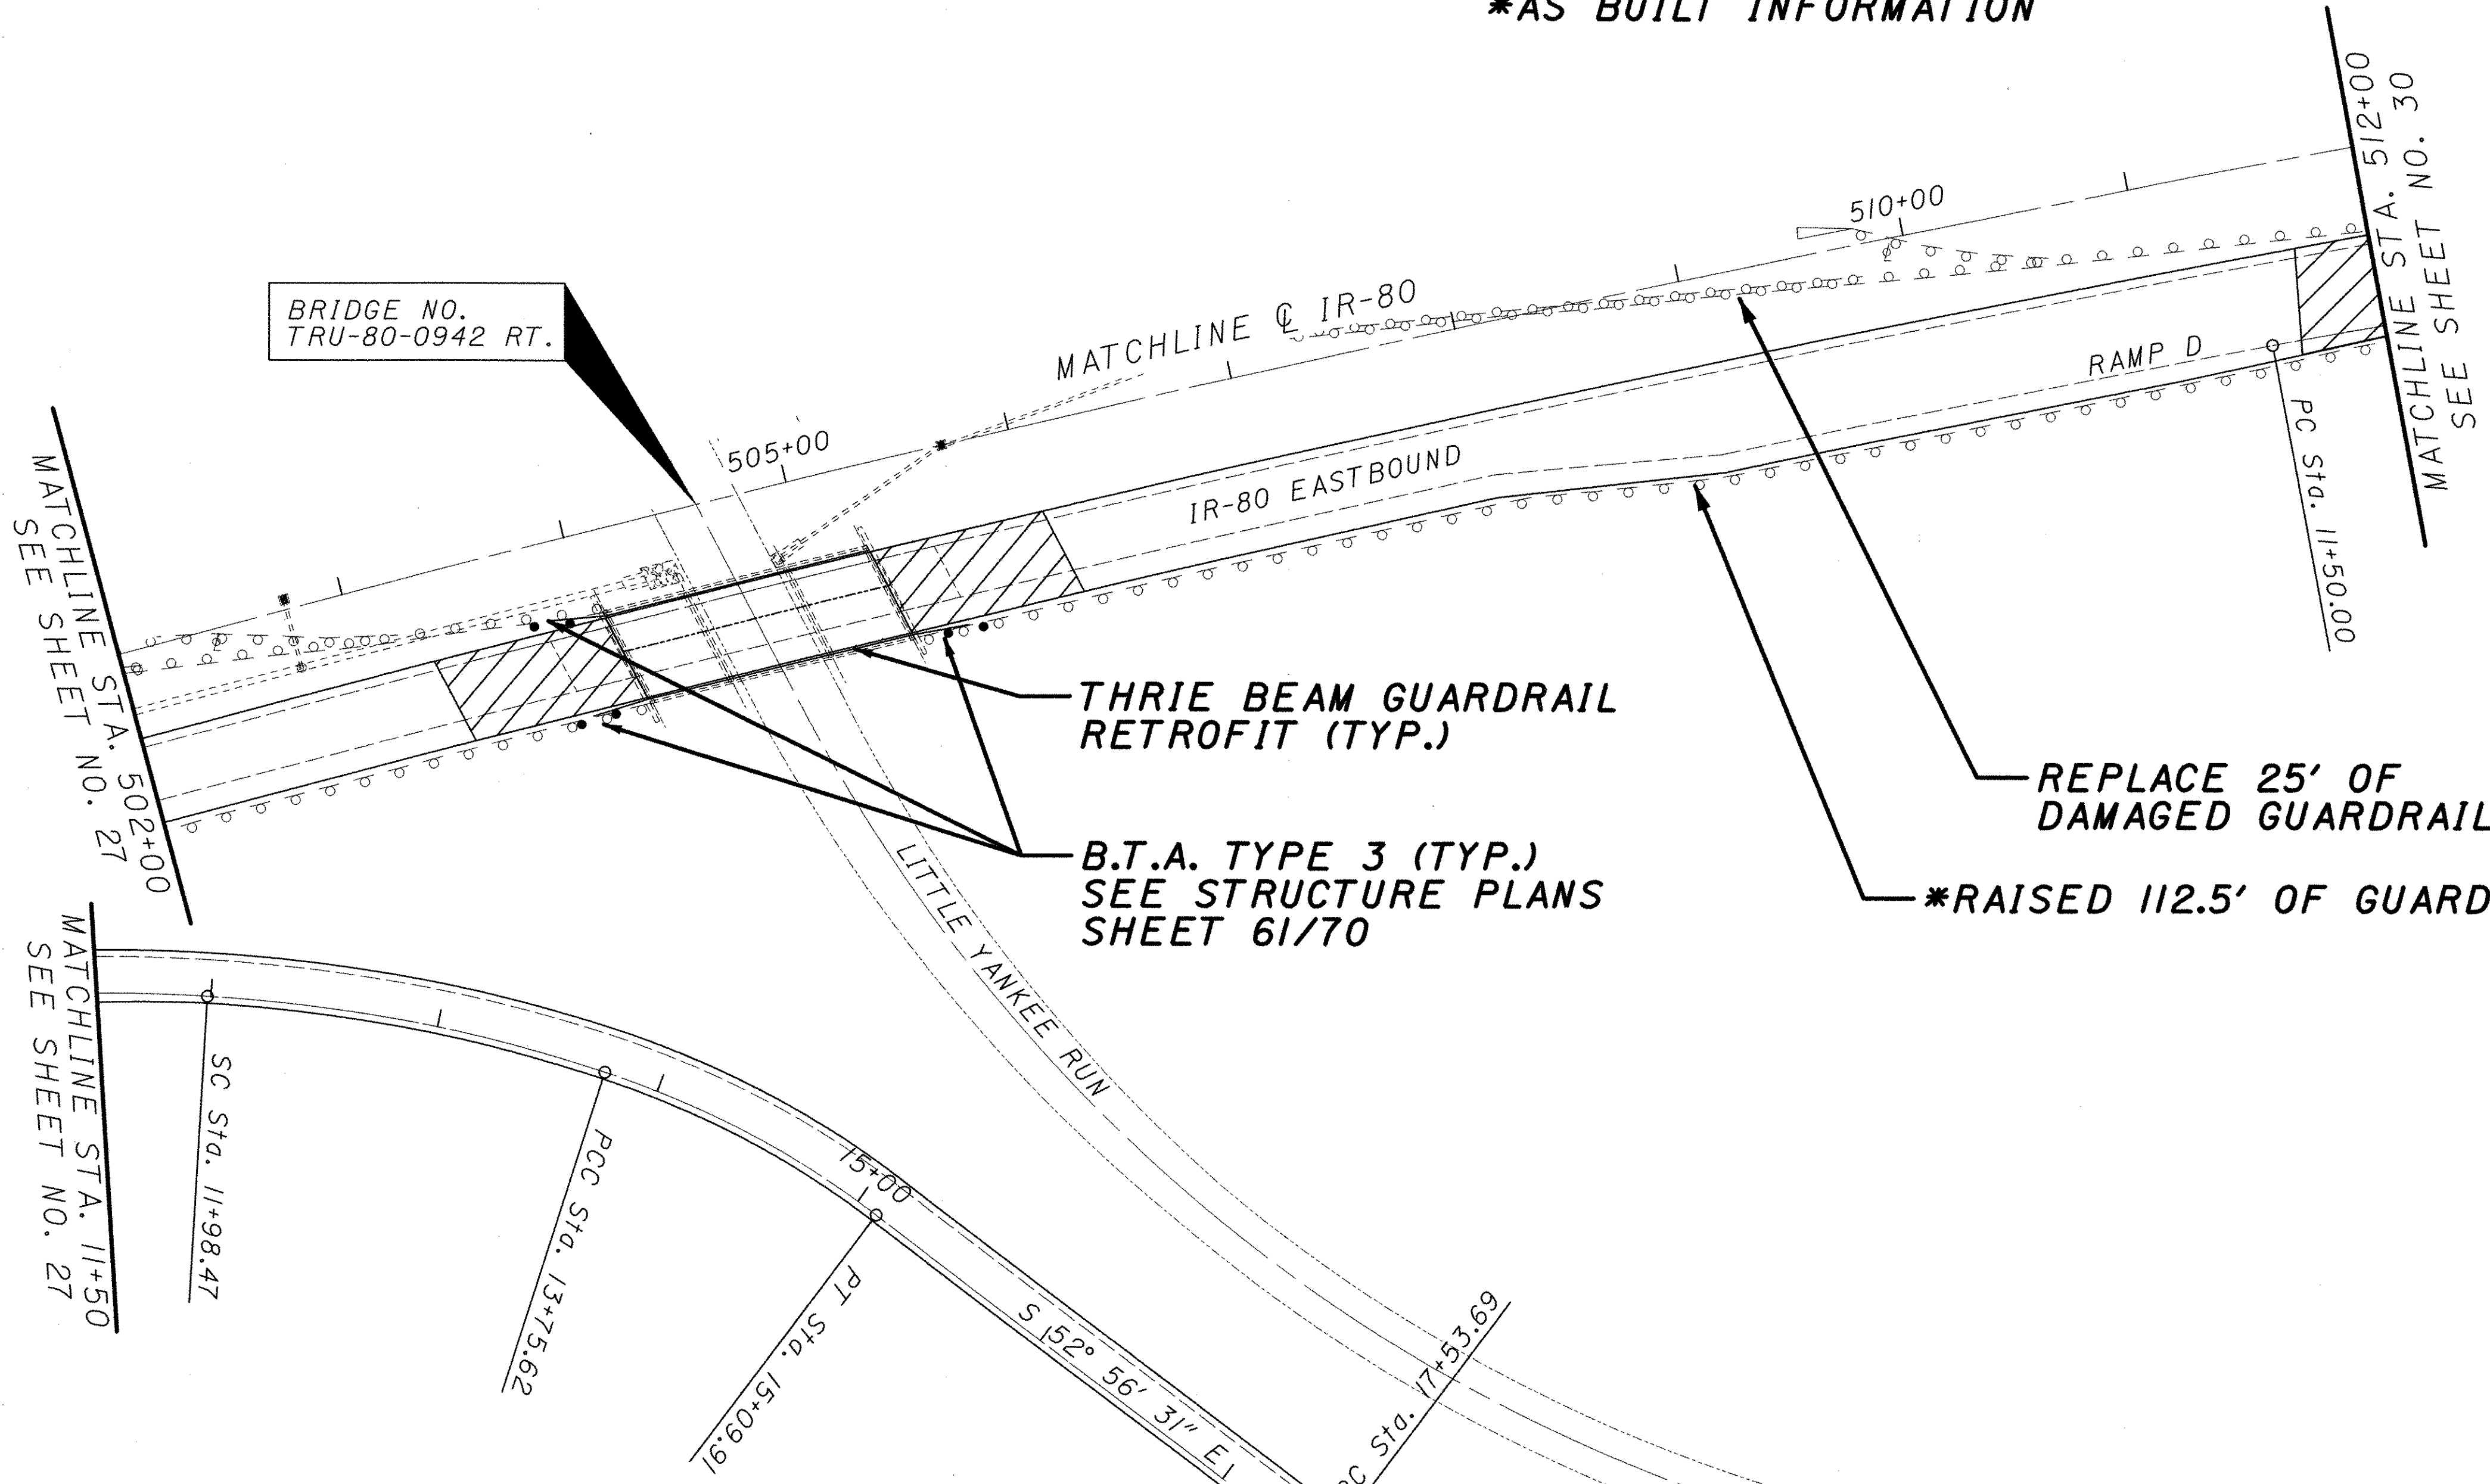 *AS BUILT INFORMATION
MATCHLINE STA. 512+00
SEE SHEET NO. 30
510+00
BRIDGE NO.
TRU-80-0942 RT.
MATCHLINE ℄ IR-80
RAMP D
505+00
IR-80 EASTBOUND
PC Sta. 11+50.00
MATCHLINE STA. 502+00
SEE SHEET NO. 27
THRIE BEAM GUARDRAIL
RETROFIT (TYP.)
REPLACE 25' OF
DAMAGED GUARDRAIL
B.T.A. TYPE 3 (TYP.)
SEE STRUCTURE PLANS
SHEET 61/70
*RAISED 112.5' OF GUARD
LITTLE YANKEE RUN
MATCHLINE STA. 11+50
SEE SHEET NO. 27
SC Sta. 11+98.47
PCC Sta. 13+75.62
15+00
PT Sta. 15+09.91
S 52° 56' 31" E
Sta. 17+53.69